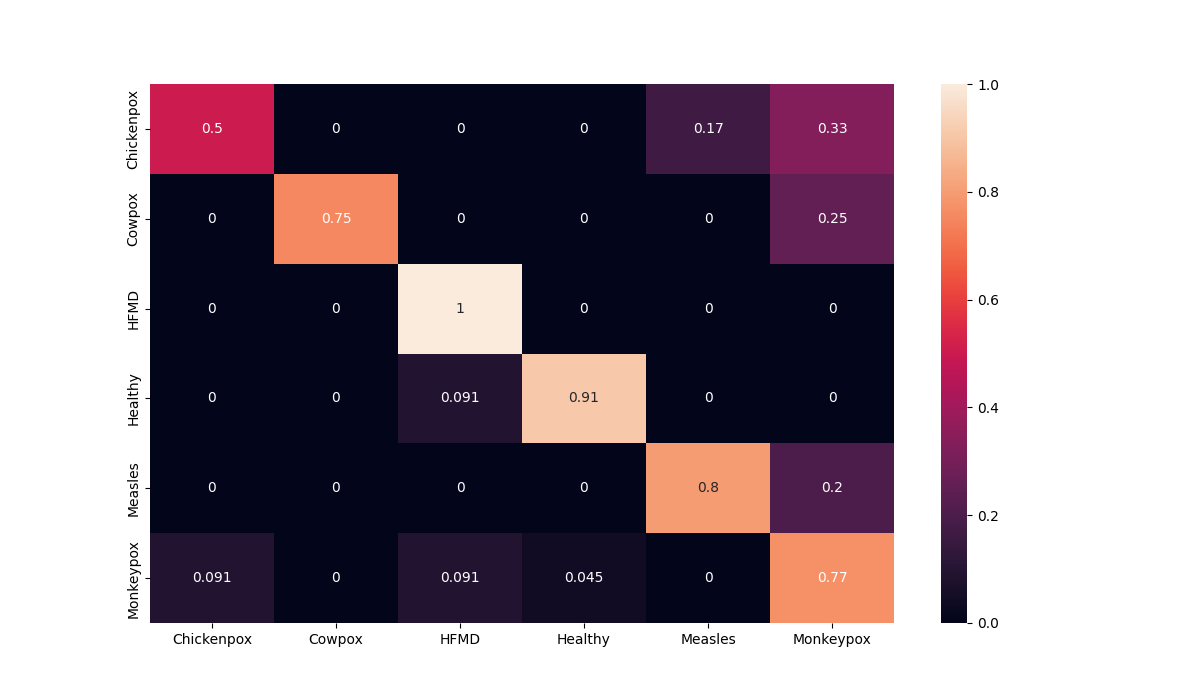 Chickenpox 0.5 0 0 0 0.17 0.33
Cowpox 0 0.75 0 0 0 0.25
HFMD 0 0 1 0 0 0
Healthy 0 0 0.091 0.91 0 0
Measles 0 0 0 0 0.8 0.2
Monkeypox 0.091 0 0.091 0.045 0 0.77
Chickenpox Cowpox HFMD Healthy Measles Monkeypox
1.0
0.8
0.6
0.4
0.2
0.0